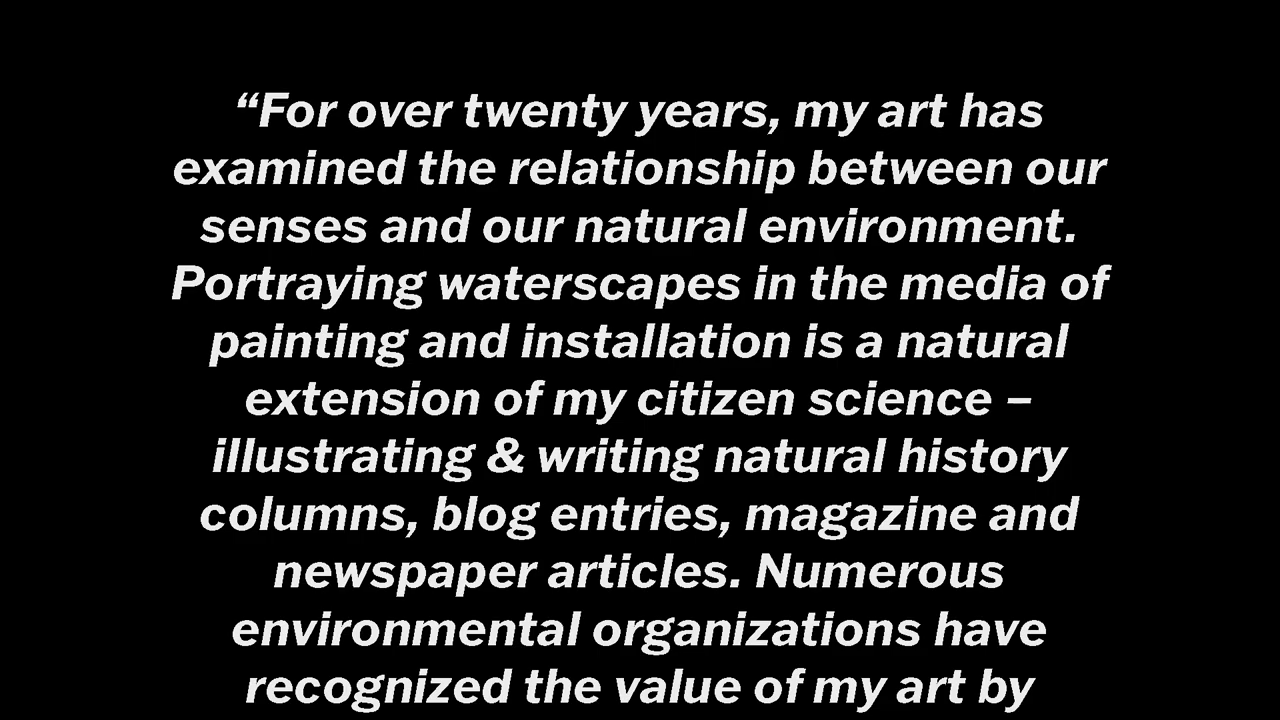 “For over twenty years, my art has
examined the relationship between our
senses and our natural environment.
Portraying waterscapes in the media of
painting and installation is a natural
extension of my citizen science –
illustrating & writing natural history
columns, blog entries, magazine and
newspaper articles. Numerous
environmental organizations have
recognized the value of my art by